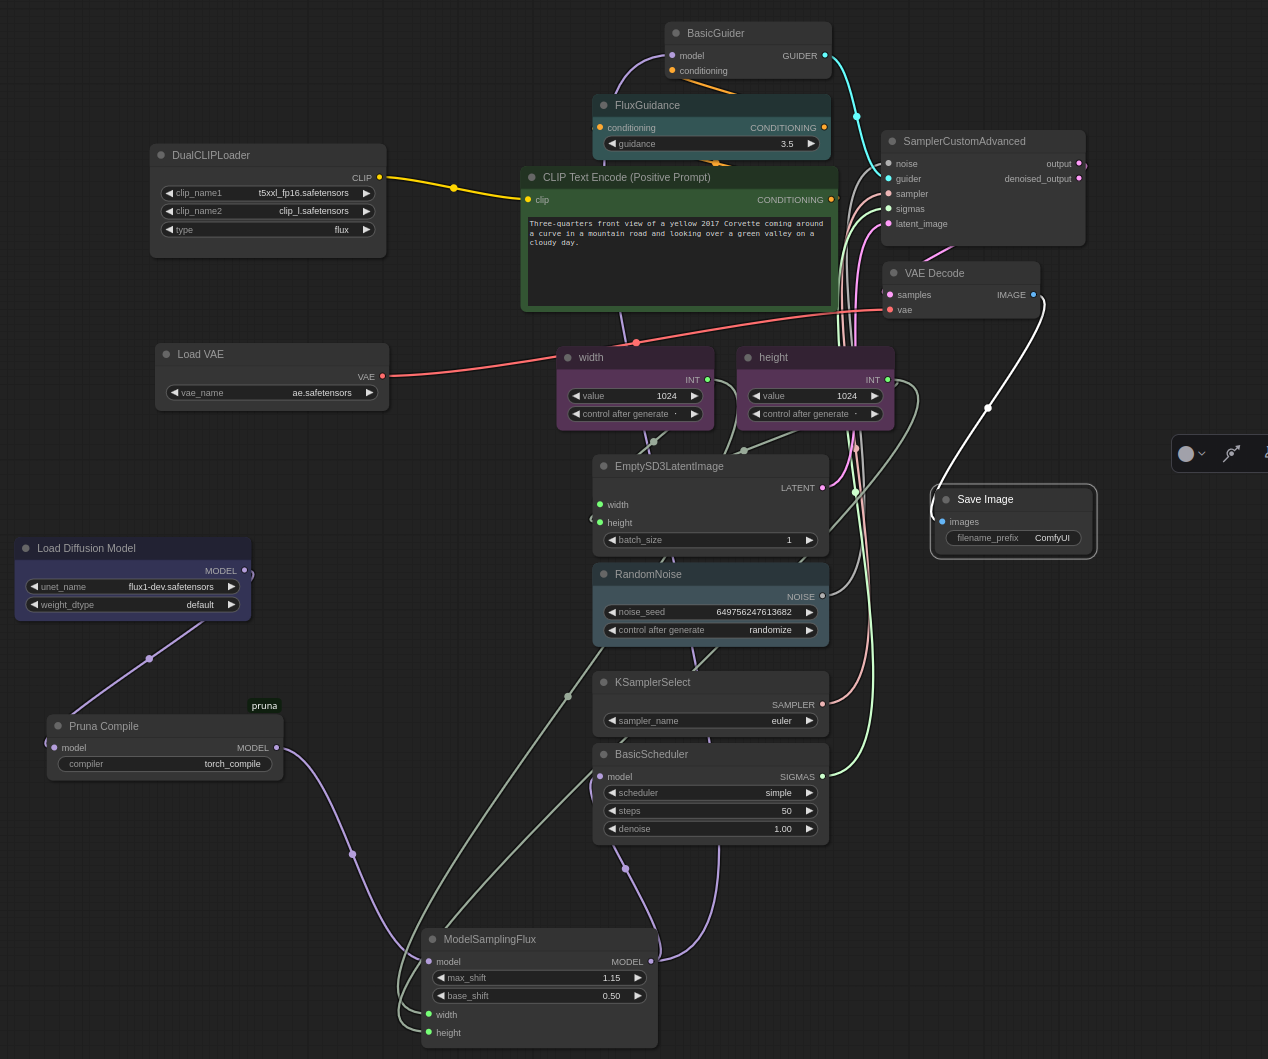 BasicGuider
model GUIDER
conditioning
FluxGuidance
conditioning CONDITIONING
guidance 3.5
DualCLIPLoader
CLIP
clip_name1 t5xxl_fp16.safetensors
clip_name2 clip_l.safetensors
type flux
CLIP Text Encode (Positive Prompt)
clip CONDITIONING
Three-quarters front view of a yellow 2017 Corvette coming around
a curve in a mountain road and looking over a green valley on a
cloudy day.
SamplerCustomAdvanced
noise output
guider denoised_output
sampler
sigmas
latent_image
VAE Decode
samples IMAGE
vae
Load VAE
VAE
vae_name ae.safetensors
width
INT
value 1024
control after generate
height
INT
value 1024
control after generate
EmptySD3LatentImage
LATENT
width
height
batch_size 1
Save Image
images
filename_prefix ComfyUI
Load Diffusion Model
MODEL
unet_name flux1-dev.safetensors
weight_dtype default
RandomNoise
NOISE
noise_seed 649756247613682
control after generate randomize
KSamplerSelect
SAMPLER
sampler_name euler
pruna
Pruna Compile
model MODEL
compiler torch_compile
BasicScheduler
model SIGMAS
scheduler simple
steps 50
denoise 1.00
ModelSamplingFlux
model MODEL
max_shift 1.15
base_shift 0.50
width
height